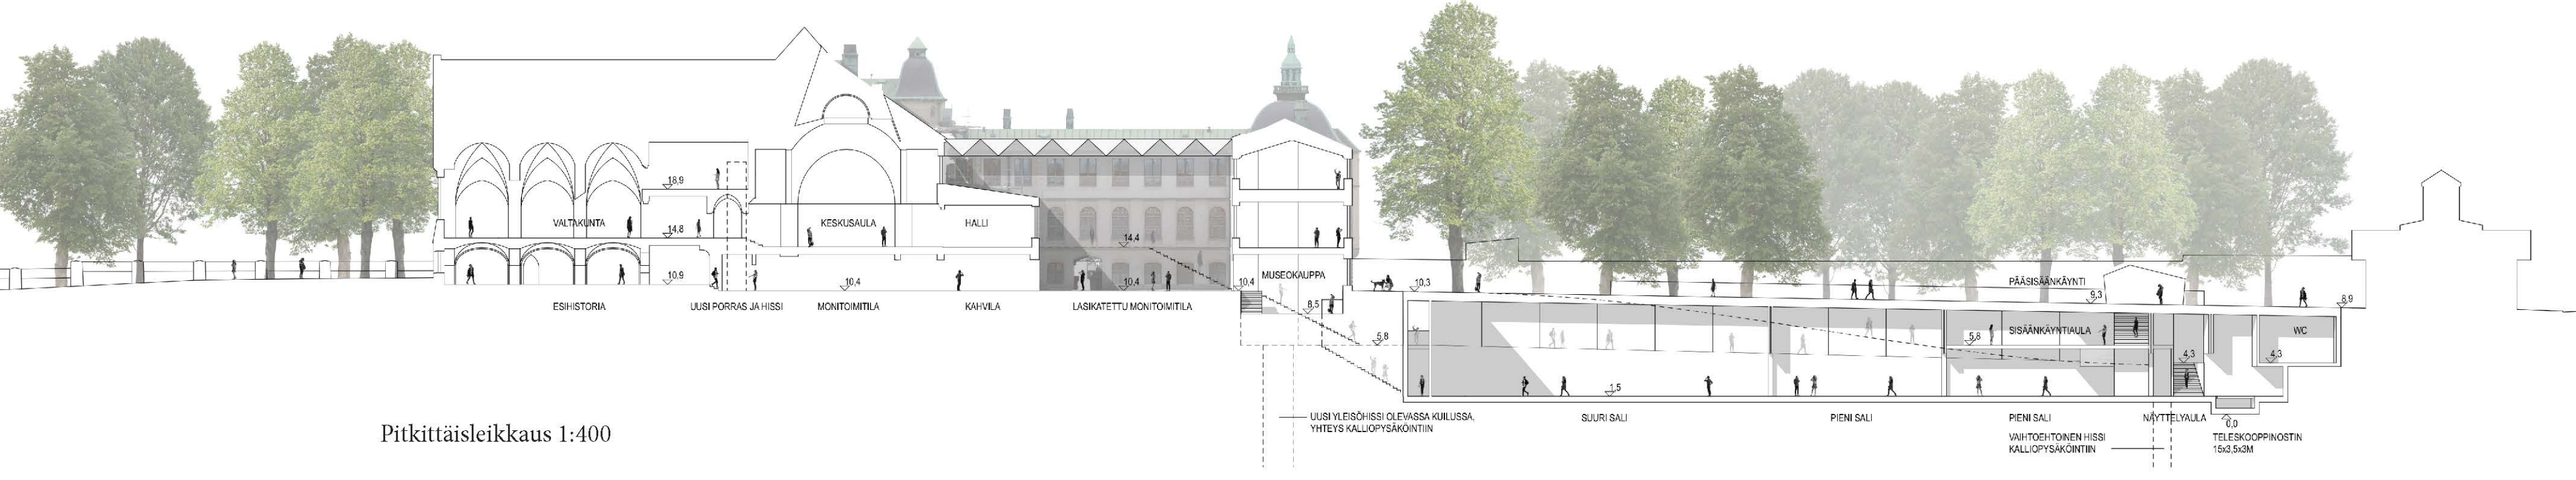 18,9
VALTAKUNTA
KESKUSAULA
HALLI
14,8
14,4
10,9
10,4
10,4
10,4
MUSEOKAUPPA
8,5
10,3
PÄÄSISÄÄNKÄYNTI
9,3
8,9
ESIHISTORIA
UUSI PORRAS JA HISSI
MONITOIMITILA
KAHVILA
LASIKATETTU MONITOIMITILA
5,8
5,8
SISÄÄNKÄYNTIAULA
WC
4,3
4,3
1,5
UUSI YLEISÖHISSI OLEVASSA KUILUSSA,
YHTEYS KALLIOPYSÄKÖINTIIN
SUURI SALI
PIENI SALI
PIENI SALI
NÄYTTELYAULA
0,0
VAIHTOEHTOINEN HISSI
KALLIOPYSÄKÖINTIIN
TELESKOOPPINOSTIN
15x3,5x3M
Pitkittäisleikkaus 1:400